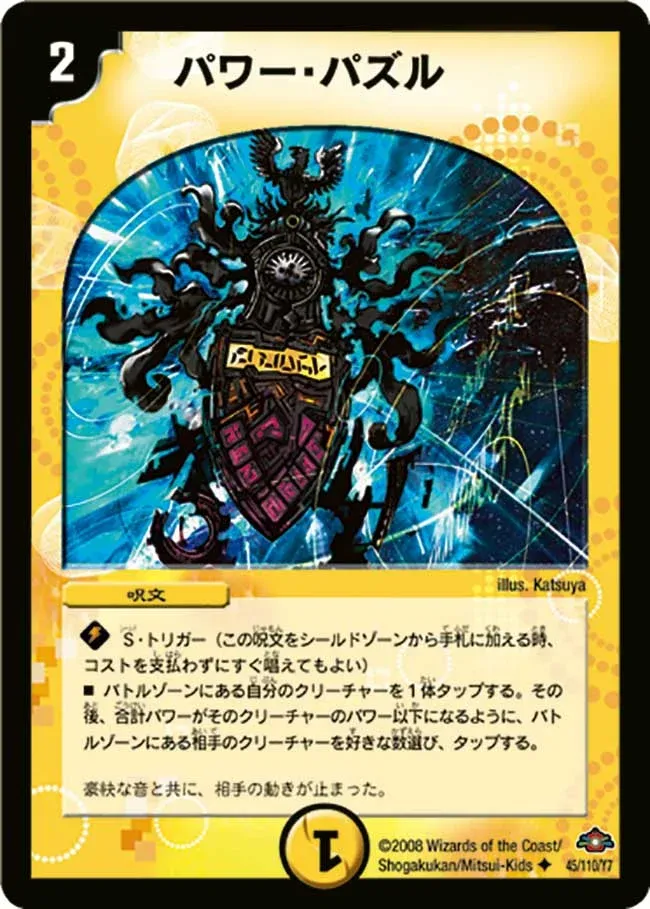 2
パワー・パズル
illus. Katsuya
呪文
S・トリガー(この呪文をシールドゾーンから手札に加える時、
コストを支払わずにすぐ唱えてもよい)
■ バトルゾーンにある自分のクリーチャーを1体タップする。その
後、合計パワーがそのクリーチャーのパワー以下になるように、バト
ルゾーンにある相手のクリーチャーを好きな数選び、タップする。
豪快な音と共に、相手の動きが止まった。
1
©2008 Wizards of the Coast/
Shogakukan/Mitsui-Kids ◆ 45/110/Y7